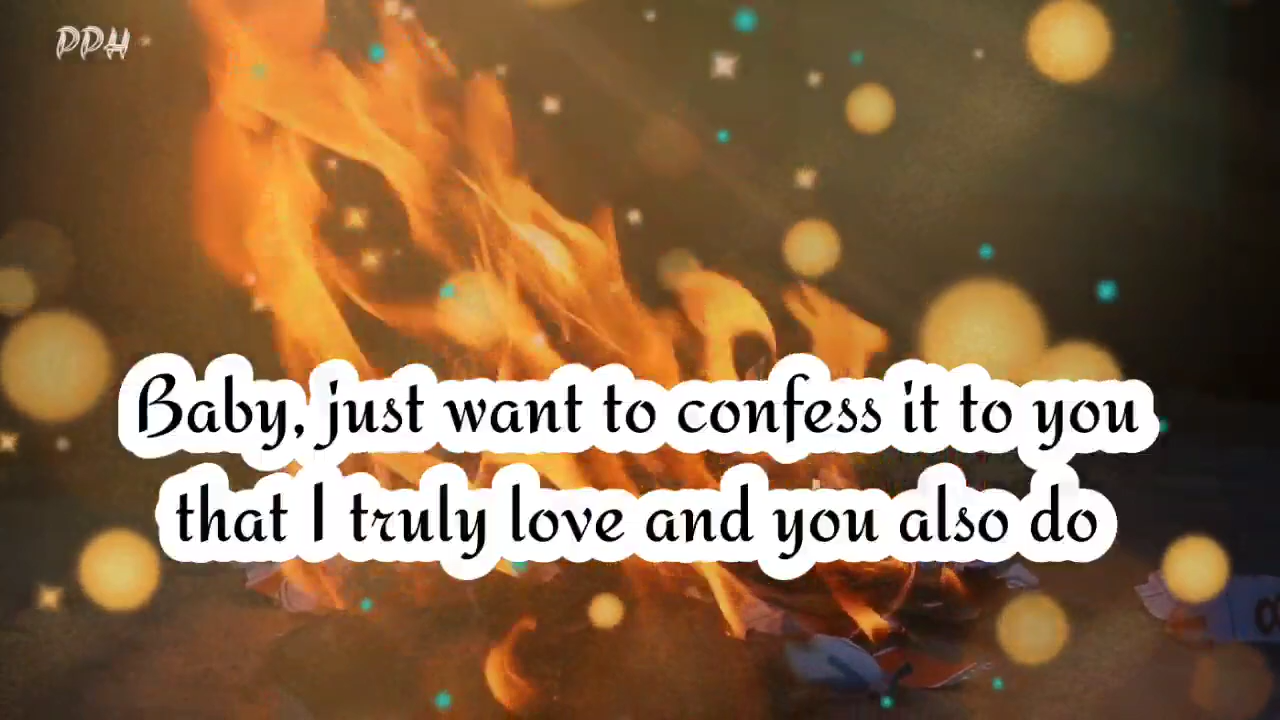 PPH
Baby, just want to confess it to you
that I truly love and you also do